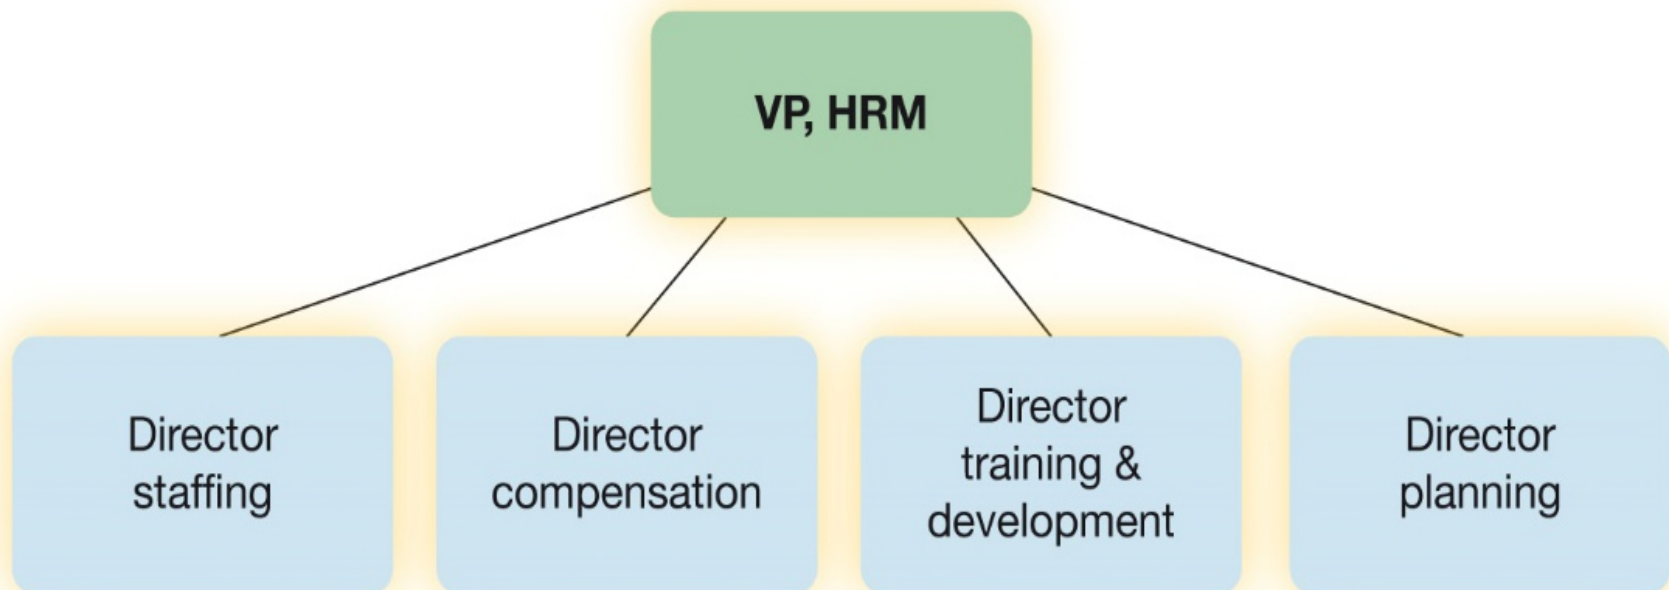 VP, HRM
Director
staffing
Director
compensation
Director
training &
development
Director
planning